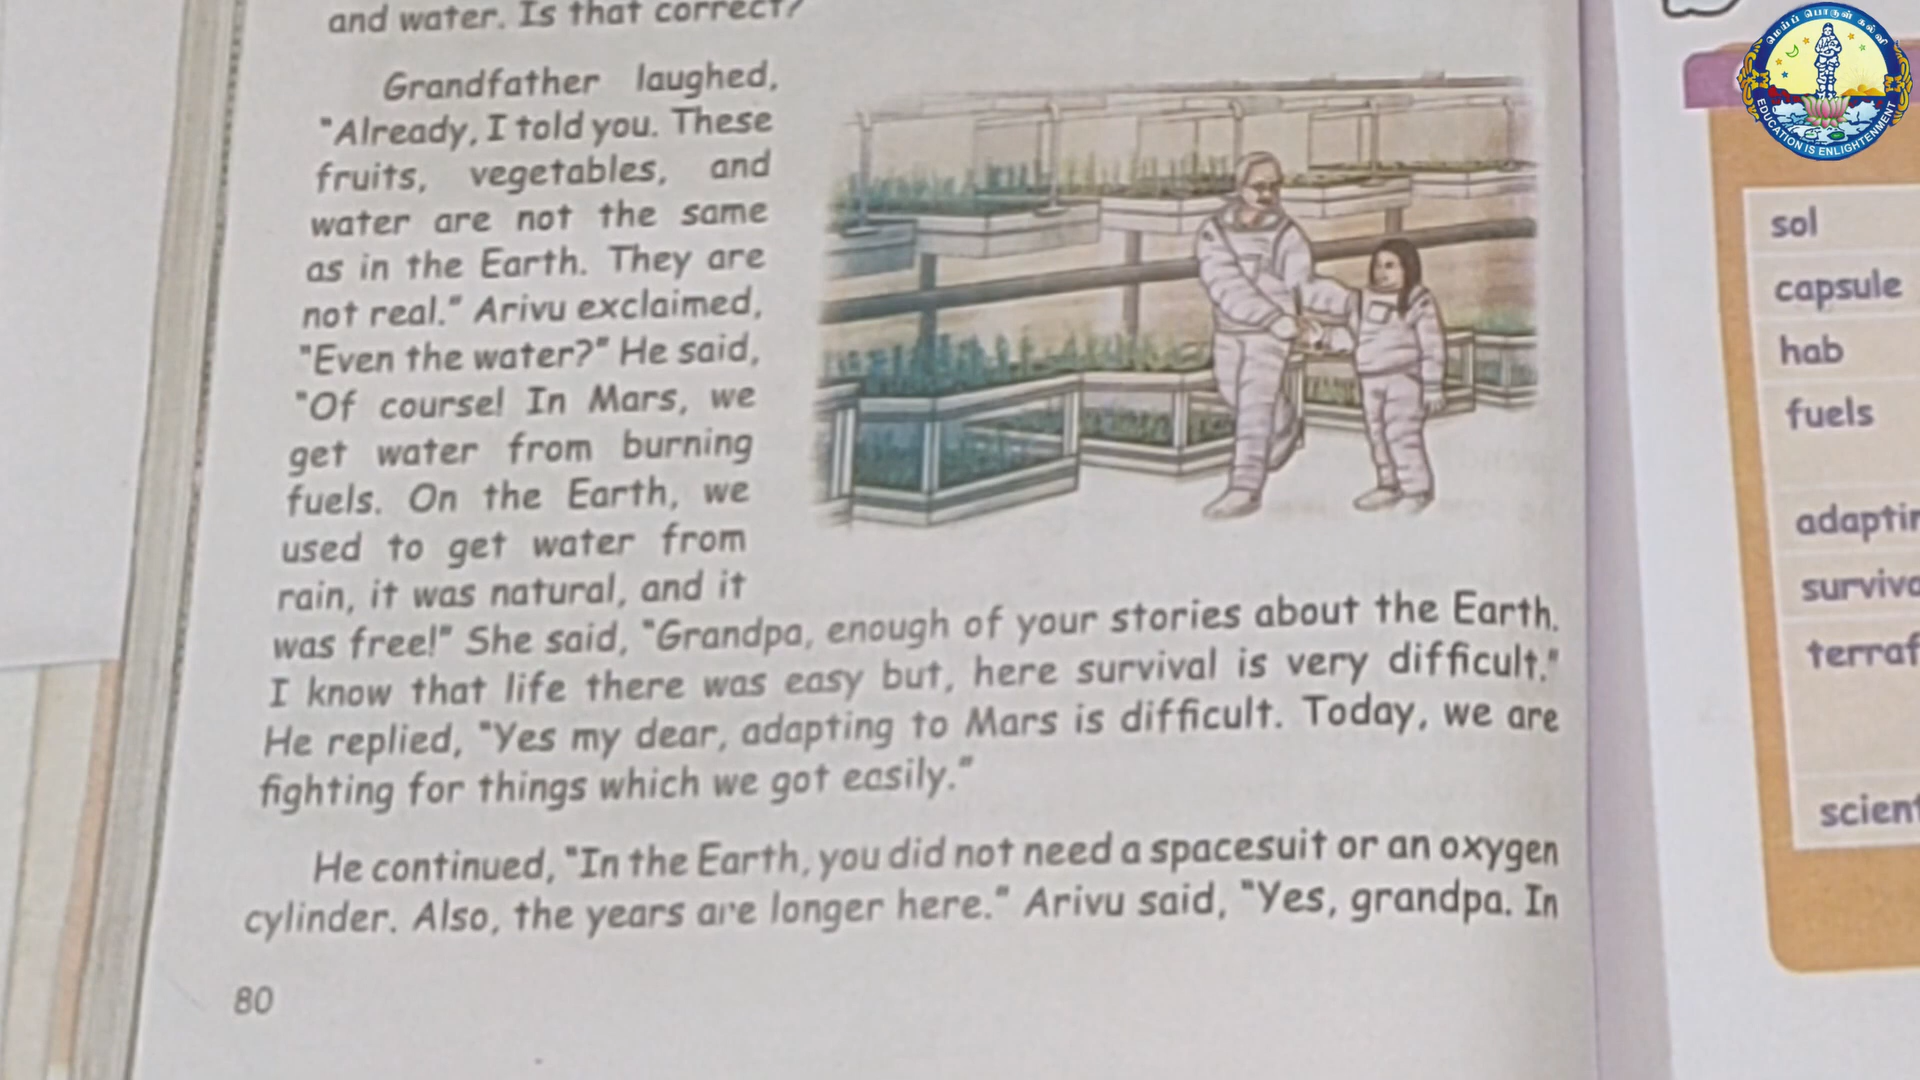 and water. Is that correct?
Grandfather laughed,
"Already, I told you. These
fruits, vegetables, and
water are not the same
as in the Earth. They are
not real." Arivu exclaimed,
"Even the water?" He said,
"Of course! In Mars, we
get water from burning
fuels. On the Earth, we
used to get water from
rain, it was natural, and it
was free!" She said, "Grandpa, enough of your stories about the Earth.
I know that life there was easy but, here survival is very difficult."
He replied, "Yes my dear, adapting to Mars is difficult. Today, we are
fighting for things which we got easily."
He continued, "In the Earth, you did not need a spacesuit or an oxygen
cylinder. Also, the years are longer here." Arivu said, "Yes, grandpa. In
80
sol
capsule
hab
fuels
மெய்ப் பொருள் கல்வி
EDUCATION IS ENLIGHTENMENT